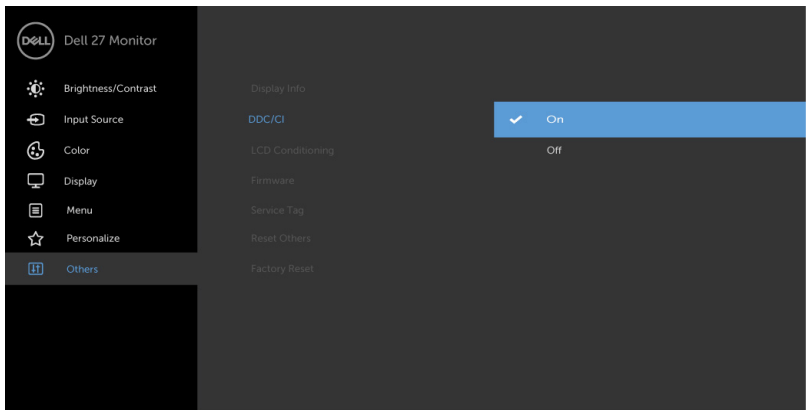 DELL Dell 27 Monitor
Brightness/Contrast Display Info
Input Source DDC/CI On
Color LCD Conditioning Off
Display Firmware
Menu Service Tag
Personalize Reset Others
Others Factory Reset